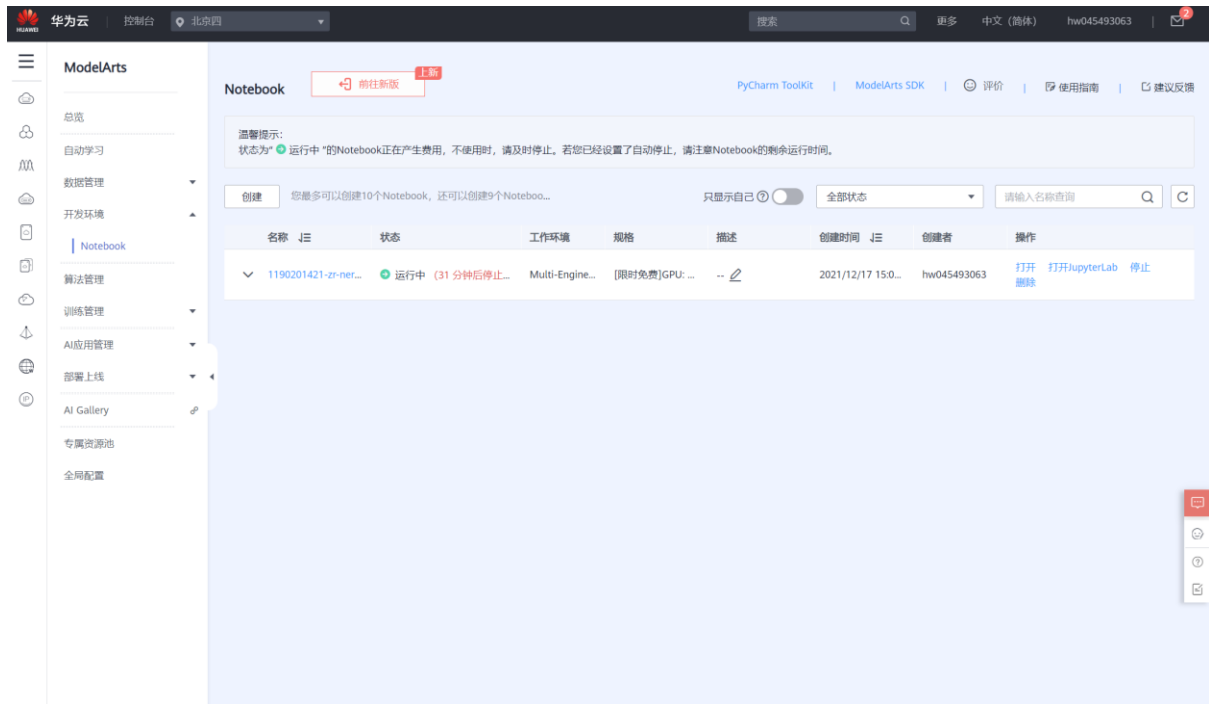 HUAWEI 华为云 控制台 北京四 搜索 更多 中文（简体） hw045493063 2
ModelArts
总览
自动学习
数据管理
开发环境
Notebook
算法管理
训练管理
AI应用管理
部署上线
AI Gallery
专属资源池
全局配置
Notebook 前往新版 上新 PyCharm ToolKit | ModelArts SDK | 评价 | 使用指南 | 建议反馈
温馨提示：
状态为“ 运行中 ”的Notebook正在产生费用，不使用时，请及时停止。若您已经设置了自动停止，请注意Notebook的剩余运行时间。
创建 您最多可以创建10个Notebook，还可以创建9个Noteboo... 只显示自己 全部状态 请输入名称查询
名称 状态 工作环境 规格 描述 创建时间 创建者 操作
1190201421-zr-ner... 运行中 (31 分钟后停止... Multi-Engine... [限时免费]GPU: ... -- 2021/12/17 15:0... hw045493063 打开 打开JupyterLab 停止
删除
IP